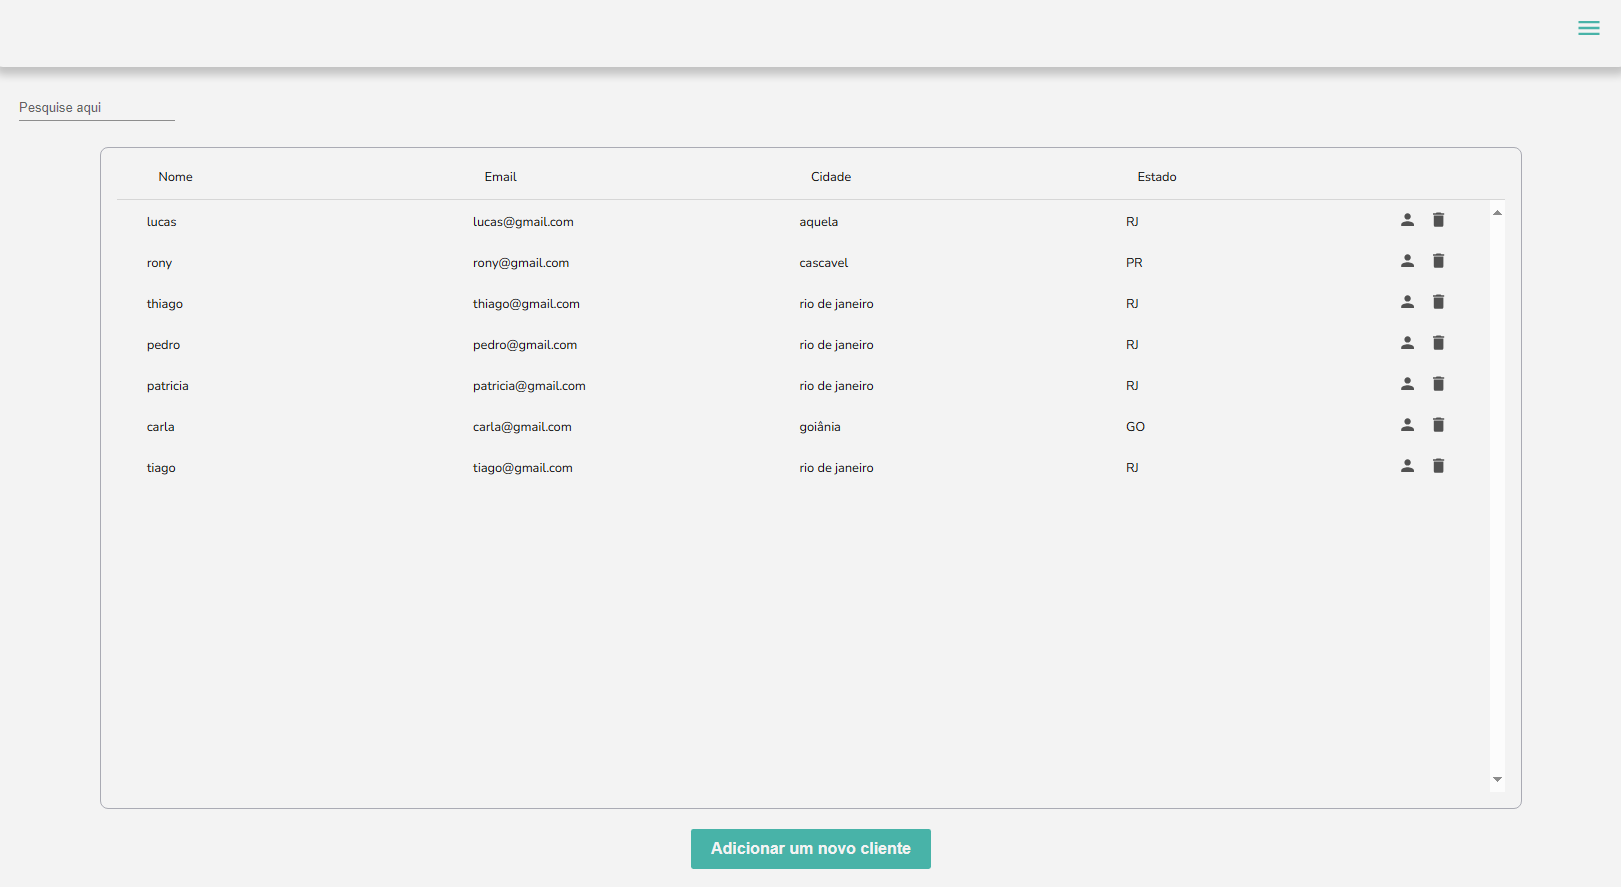 Pesquise aqui
Nome Email Cidade Estado
lucas lucas@gmail.com aquela RJ
rony rony@gmail.com cascavel PR
thiago thiago@gmail.com rio de janeiro RJ
pedro pedro@gmail.com rio de janeiro RJ
patricia patricia@gmail.com rio de janeiro RJ
carla carla@gmail.com goiânia GO
tiago tiago@gmail.com rio de janeiro RJ
Adicionar um novo cliente